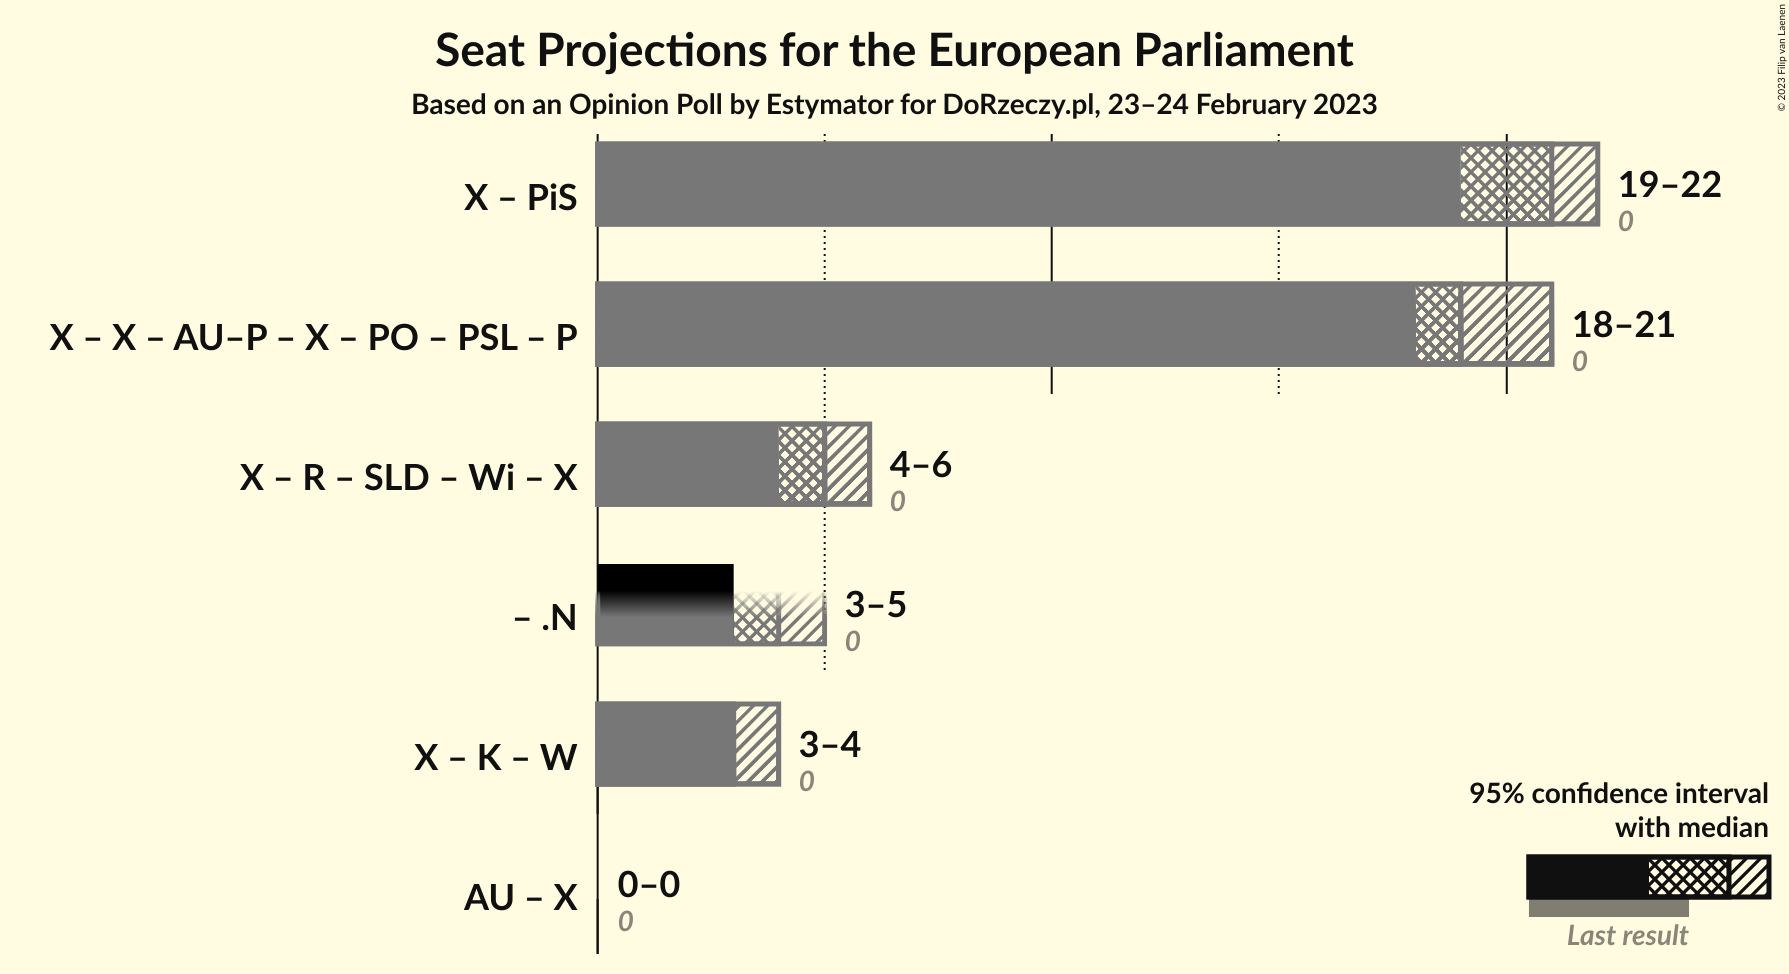 Seat Projections for the European Parliament
Based on an Opinion Poll by Estymator for DoRzeczy.pl, 23–24 February 2023
© 2023 Filip van Laenen
X – PiS
19–22
0
X – X – AU–P – X – PO – PSL – P
18–21
0
X – R – SLD – Wi – X
4–6
0
– .N
3–5
0
X – K – W
3–4
0
AU – X
0–0
0
95% confidence interval
with median
Last result